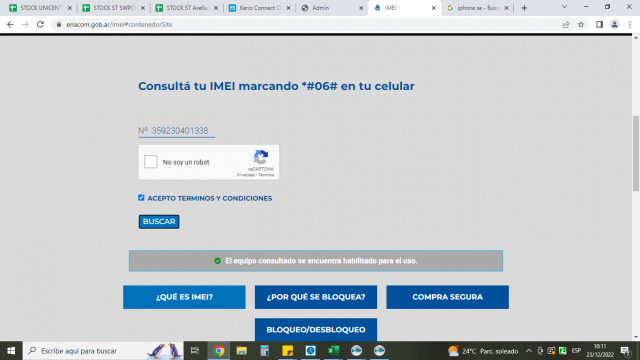 STOCK UNICENT
STOCK ST SWPO
STOCK ST Avellan
Kerio Connect Cl
Admin
IMEI
iphone se - Busc
enacom.gob.ar/imei#contenedorSite
Consultá tu IMEI marcando *#06# en tu celular
Nº 359230401338
No soy un robot
reCAPTCHA
Privacidad - Términos
ACEPTO TERMINOS Y CONDICIONES
BUSCAR
El equipo consultado se encuentra habilitado para el uso.
¿QUÉ ES IMEI?
¿POR QUÉ SE BLOQUEA?
COMPRA SEGURA
BLOQUEO/DESBLOQUEO
Escribe aquí para buscar
24°C Parc. soleado
ESP
10:11
23/12/2022